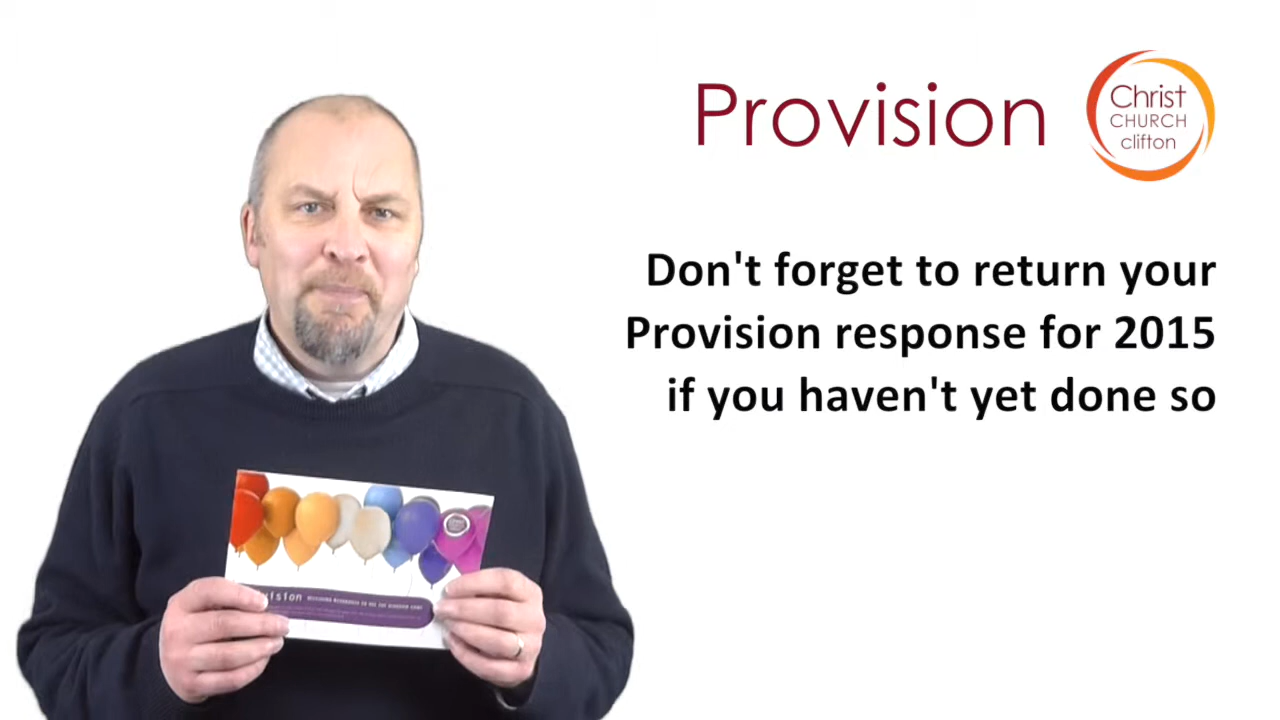 Provision
Christ
CHURCH
clifton
Don't forget to return your
Provision response for 2015
if you haven't yet done so